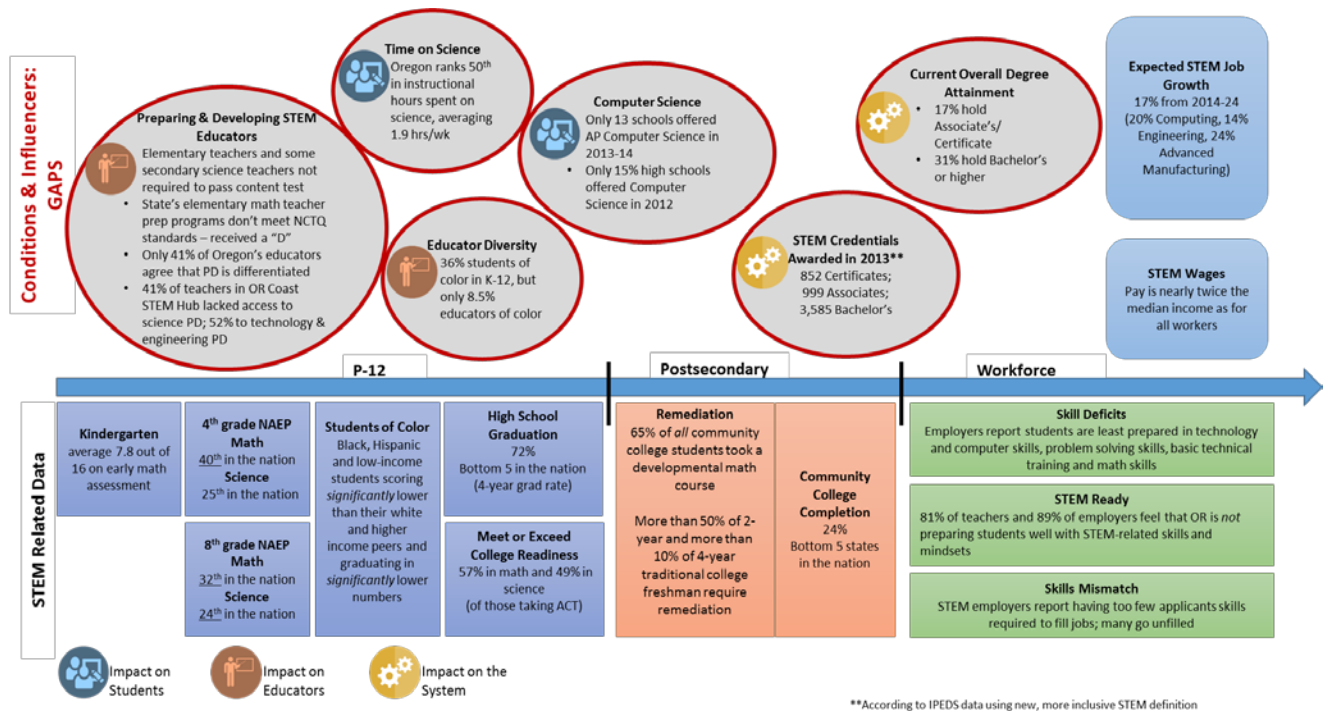 Conditions & Influencers:
GAPS
Preparing & Developing STEM
Educators
Elementary teachers and some
secondary science teachers not
required to pass content test
• State's elementary math teacher
prep programs don't meet NCTQ
standards – received a "D"
• Only 41% of Oregon's educators
agree that PD is differentiated
• 41% of teachers in OR Coast
STEM Hub lacked access to
science PD; 52% to technology &
engineering PD
Time on Science
Oregon ranks 50th
in instructional
hours spent on
science, averaging
1.9 hrs/wk
Educator Diversity
36% students of
color in K-12, but
only 8.5%
educators of color
Computer Science
Only 13 schools offered
AP Computer Science in
2013-14
• Only 15% high schools
offered Computer
Science in 2012
STEM Credentials
Awarded in 2013**
852 Certificates;
999 Associates;
3,585 Bachelor's
Current Overall Degree
Attainment
• 17% hold
Associate's/
Certificate
• 31% hold Bachelor's
or higher
Expected STEM Job
Growth
17% from 2014-24
(20% Computing, 14%
Engineering, 24%
Advanced
Manufacturing)
STEM Wages
Pay is nearly twice the
median income as for
all workers
P-12
Postsecondary
Workforce
STEM Related Data
Kindergarten
average 7.8 out of
16 on early math
assessment
4th grade NAEP
Math
40th in the nation
Science
25th in the nation
8th grade NAEP
Math
32th in the nation
Science
24th in the nation
Students of Color
Black, Hispanic
and low-income
students scoring
significantly lower
than their white
and higher
income peers and
graduating in
significantly lower
numbers
High School
Graduation
72%
Bottom 5 in the nation
(4-year grad rate)
Meet or Exceed
College Readiness
57% in math and 49% in
science
(of those taking ACT)
Remediation
65% of all community
college students took a
developmental math
course
More than 50% of 2-
year and more than
10% of 4-year
traditional college
freshman require
remediation
Community
College
Completion
24%
Bottom 5 states
in the nation
Skill Deficits
Employers report students are least prepared in technology
and computer skills, problem solving skills, basic technical
training and math skills
STEM Ready
81% of teachers and 89% of employers feel that OR is not
preparing students well with STEM-related skills and
mindsets
Skills Mismatch
STEM employers report having too few applicants skills
required to fill jobs; many go unfilled
Impact on
Students
Impact on
Educators
Impact on the
System
**According to IPEDS data using new, more inclusive STEM definition